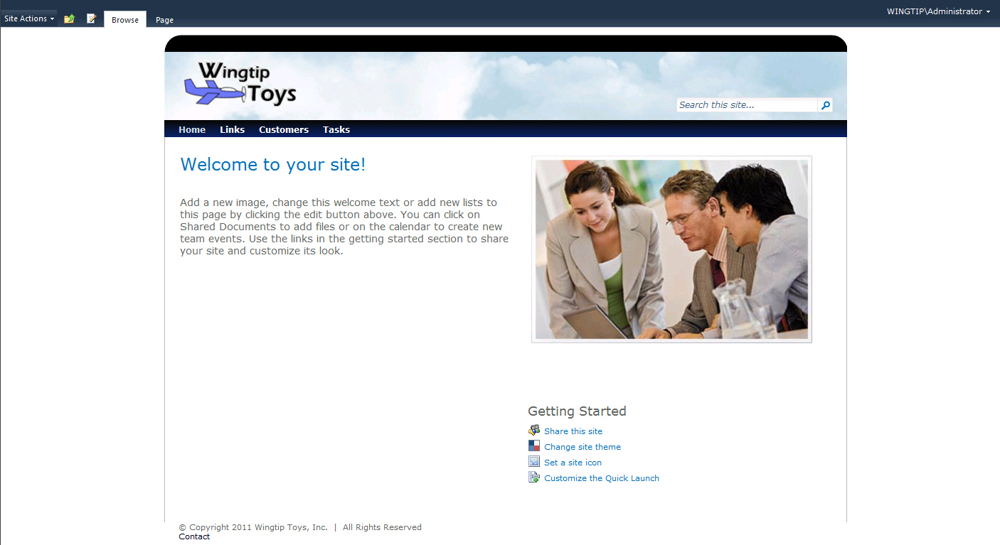 Site Actions
Browse
Page
WINGTIP\Administrator
Wingtip
Toys
Search this site...
Home Links Customers Tasks
Welcome to your site!
Add a new image, change this welcome text or add new lists to
this page by clicking the edit button above. You can click on
Shared Documents to add files or on the calendar to create new
team events. Use the links in the getting started section to share
your site and customize its look.
Getting Started
Share this site
Change site theme
Set a site icon
Customize the Quick Launch
© Copyright 2011 Wingtip Toys, Inc. | All Rights Reserved
Contact